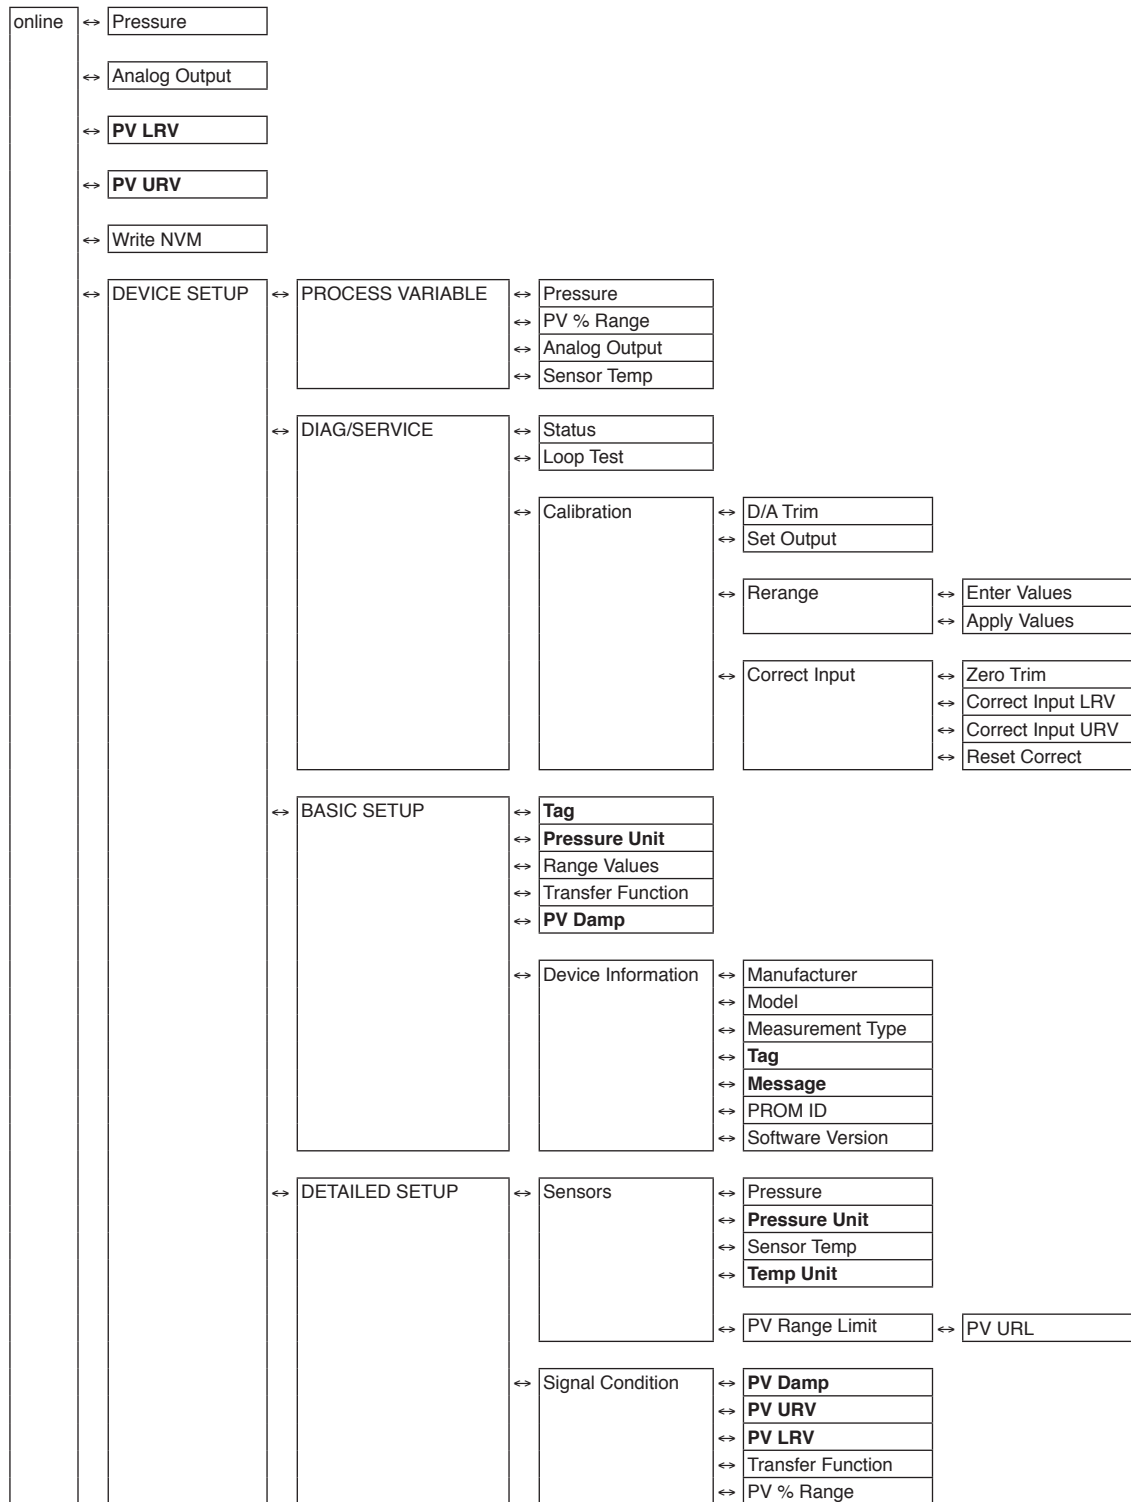 online ↔ Pressure
↔ Analog Output
↔ PV LRV
↔ PV URV
↔ Write NVM
↔ DEVICE SETUP ↔ PROCESS VARIABLE ↔ Pressure
↔ PV % Range
↔ Analog Output
↔ Sensor Temp
↔ DIAG/SERVICE ↔ Status
↔ Loop Test
↔ Calibration ↔ D/A Trim
↔ Set Output
↔ Rerange ↔ Enter Values
↔ Apply Values
↔ Correct Input ↔ Zero Trim
↔ Correct Input LRV
↔ Correct Input URV
↔ Reset Correct
↔ BASIC SETUP ↔ Tag
↔ Pressure Unit
↔ Range Values
↔ Transfer Function
↔ PV Damp
↔ Device Information ↔ Manufacturer
↔ Model
↔ Measurement Type
↔ Tag
↔ Message
↔ PROM ID
↔ Software Version
↔ DETAILED SETUP ↔ Sensors ↔ Pressure
↔ Pressure Unit
↔ Sensor Temp
↔ Temp Unit
↔ PV Range Limit ↔ PV URL
↔ Signal Condition ↔ PV Damp
↔ PV URV
↔ PV LRV
↔ Transfer Function
↔ PV % Range